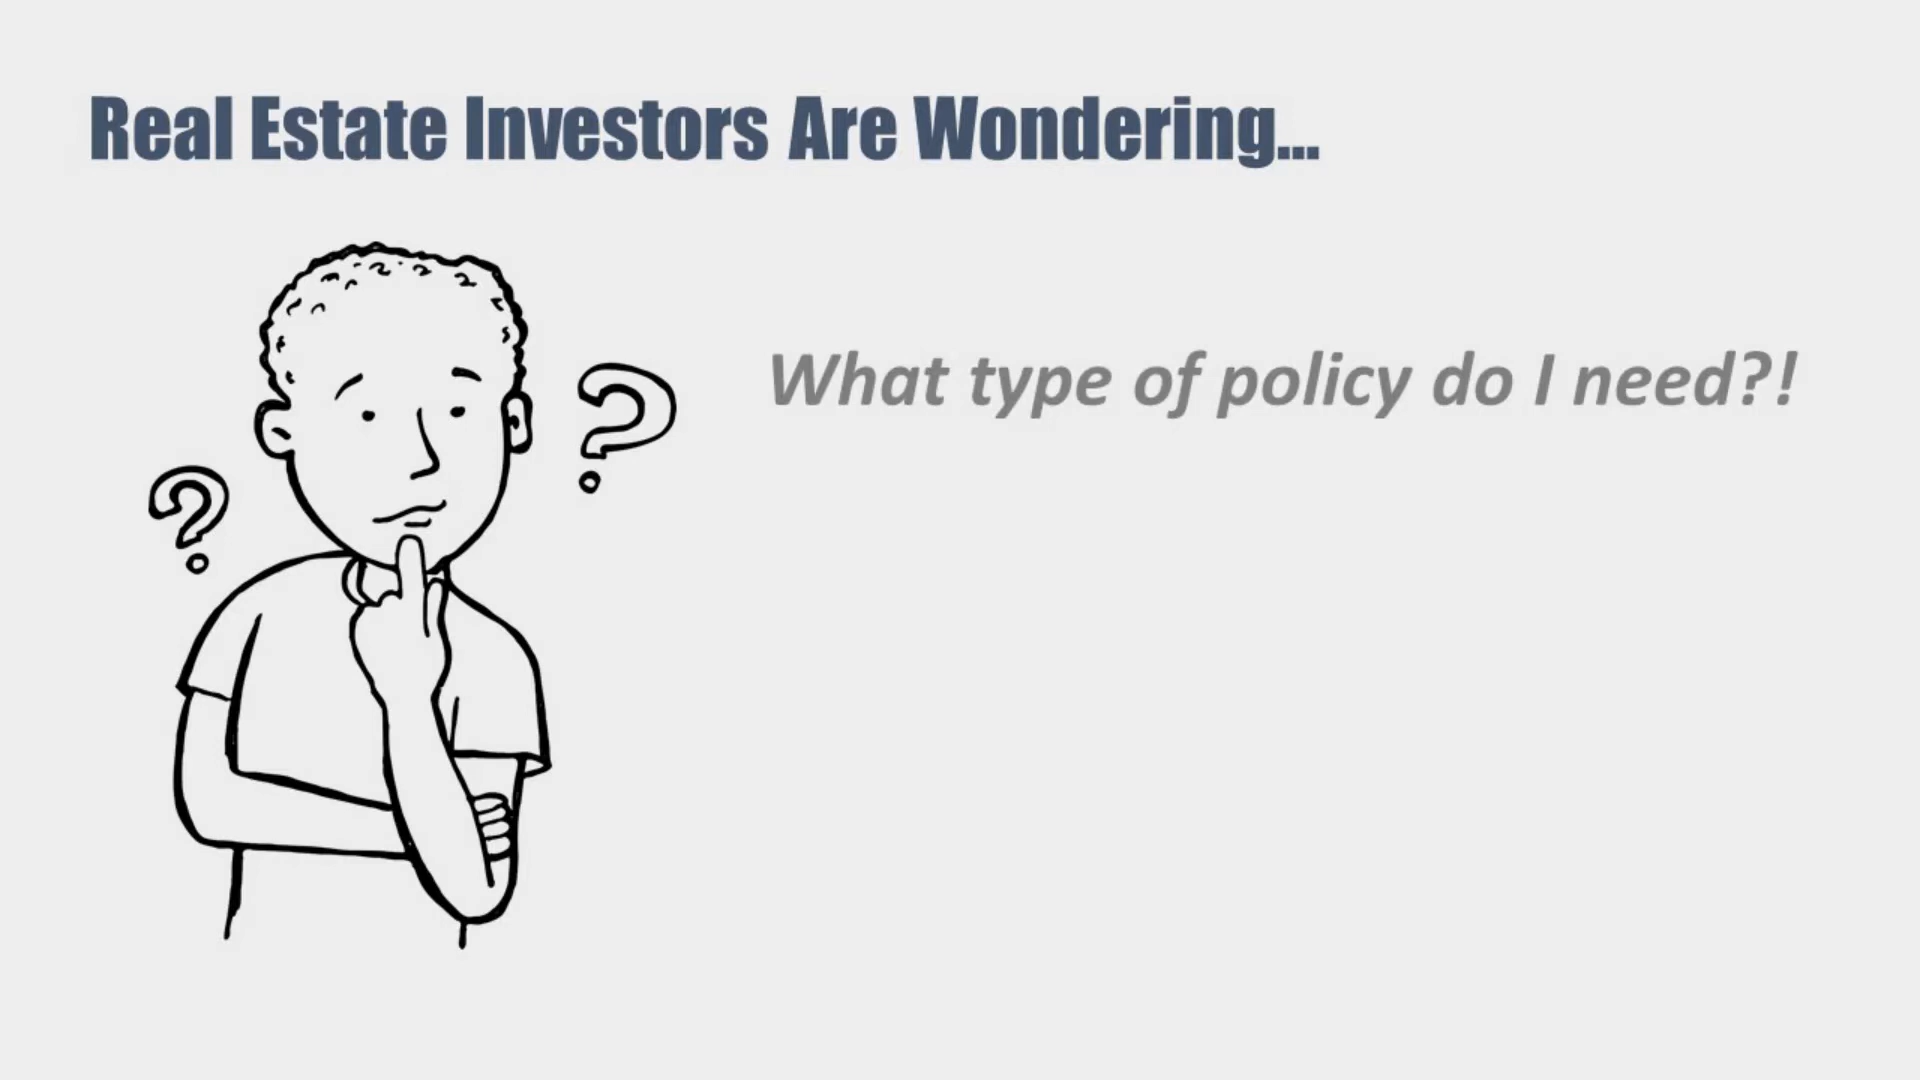 Real Estate Investors Are Wondering...
What type of policy do I need?!